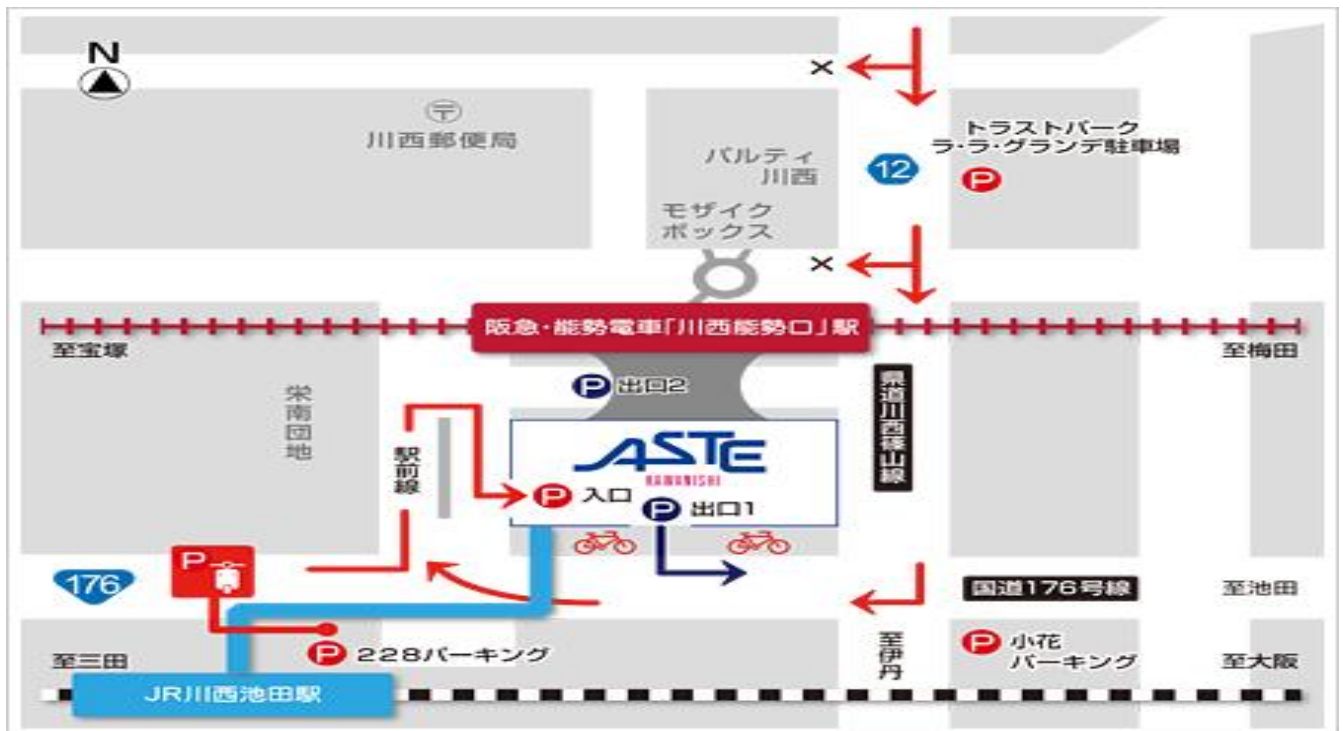 N
〒
川西郵便局
パルティ
川西
モザイク
ボックス
12
トラストパーク
ラ・ラ・グランデ駐車場
P
×
×
阪急・能勢電車「川西能勢口」駅
至宝塚
至梅田
栄南団地
駅前線
P 出口2
ASTE
KAWANISHI
P 入口
P 出口1
県道川西篠山線
176
P
国道176号線
至池田
至三田
P 228パーキング
至伊丹
P 小花
パーキング
至大阪
JR川西池田駅